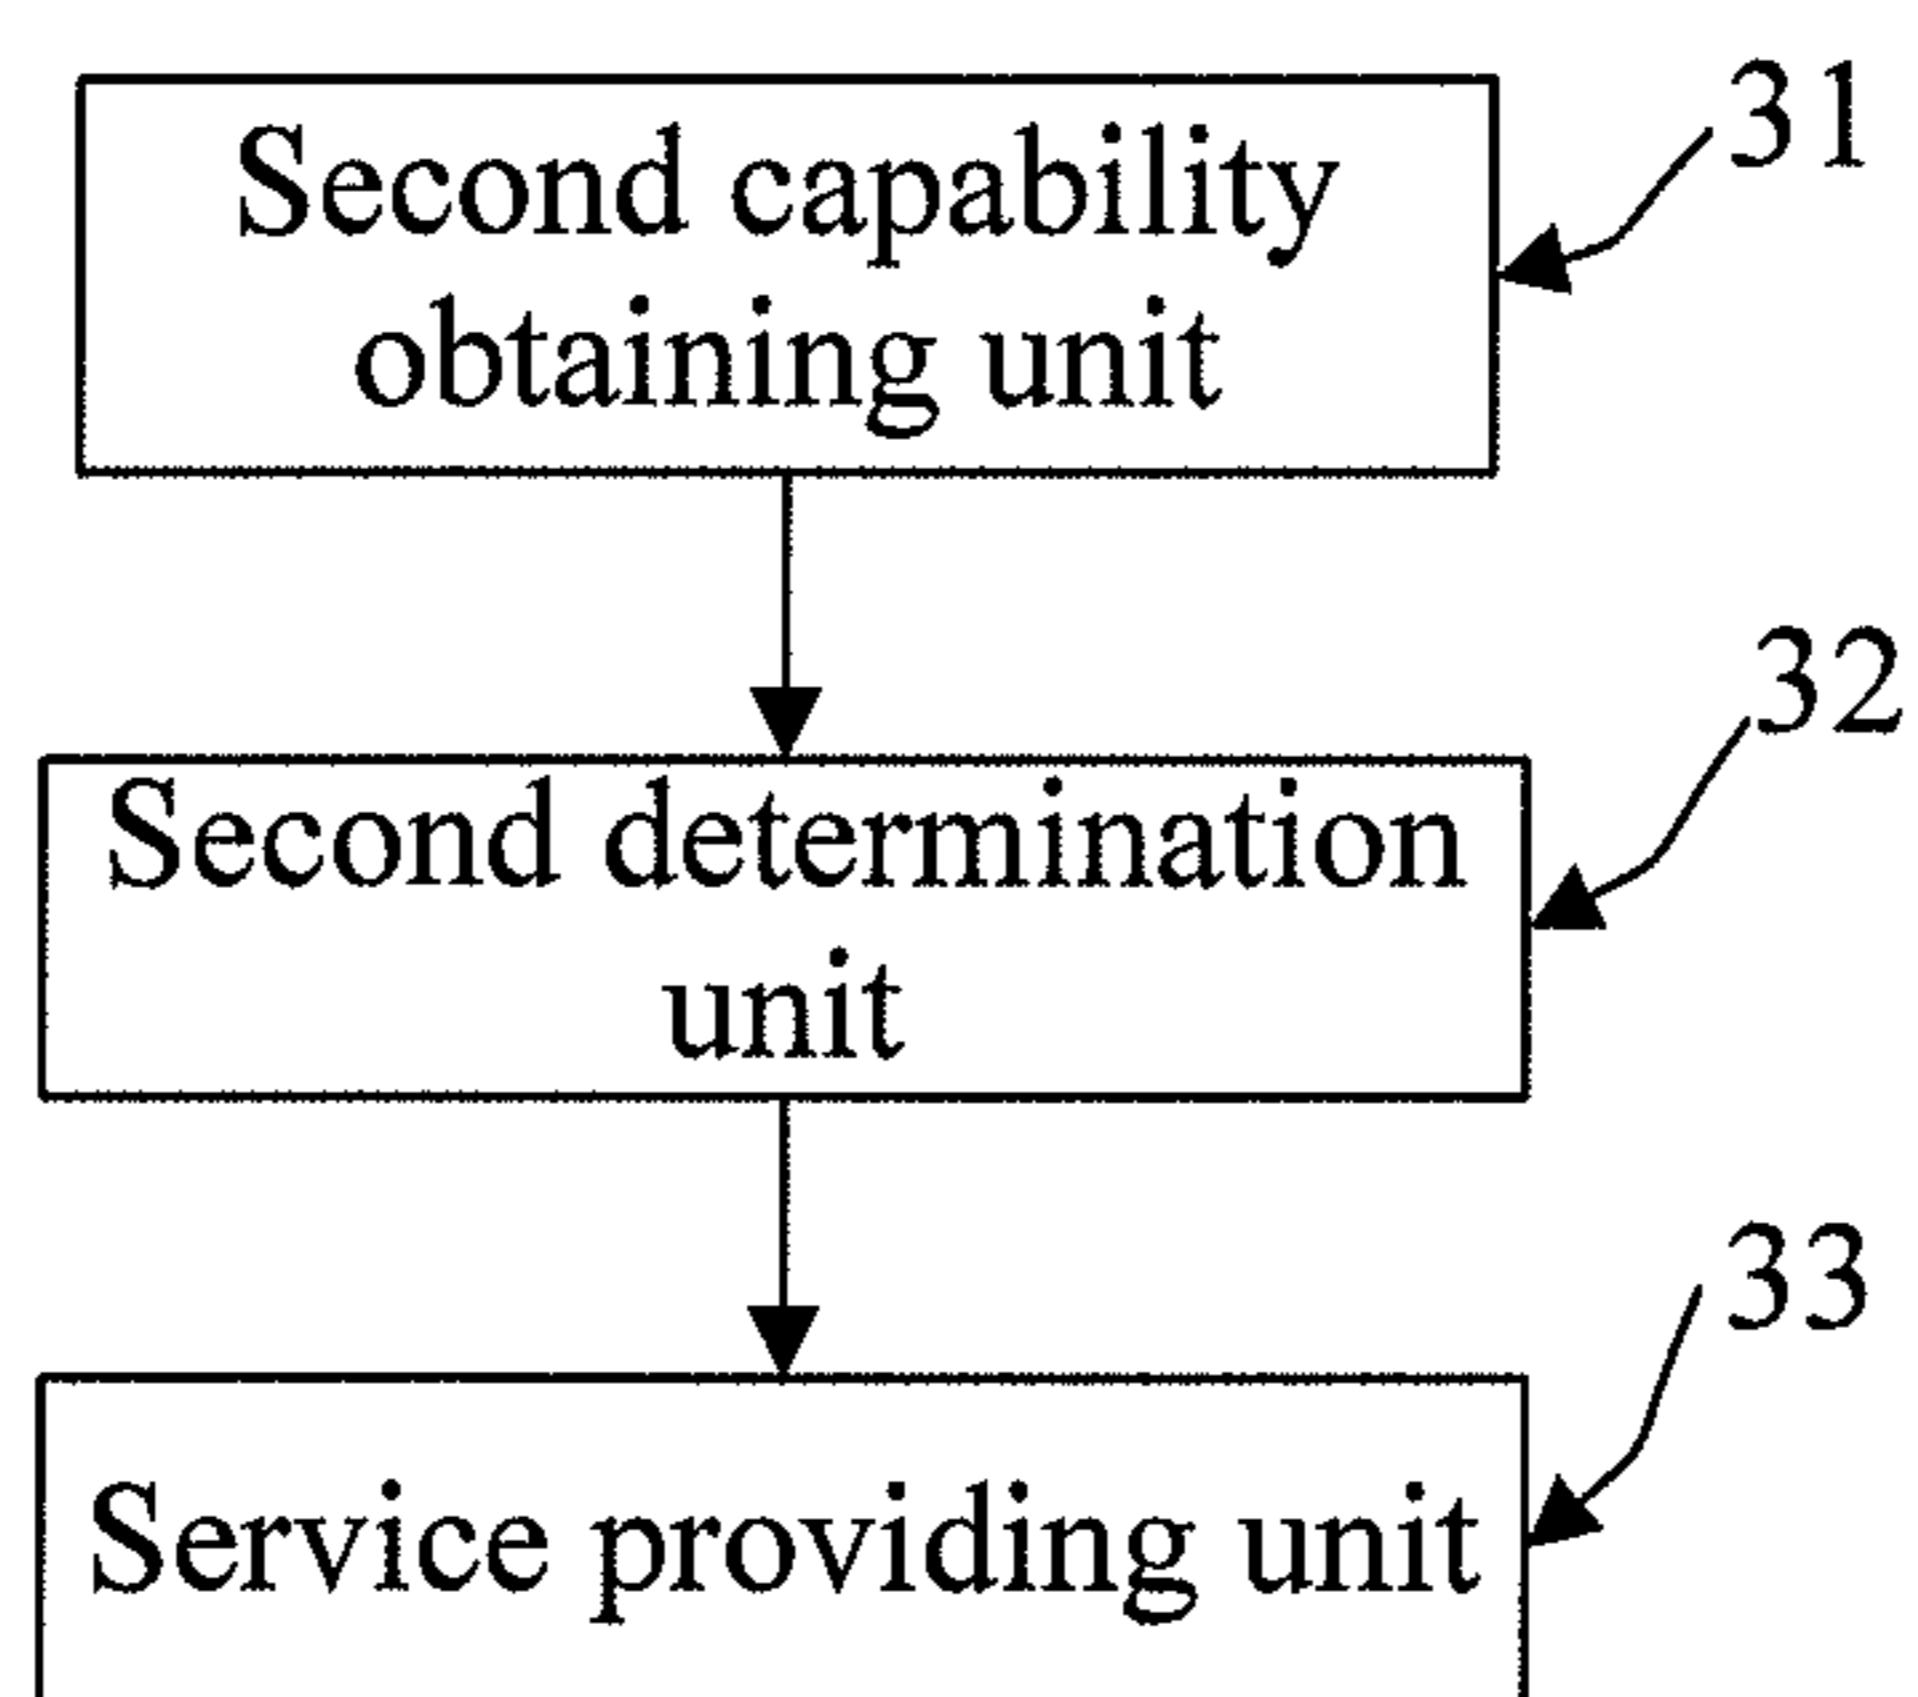 31
Second capability
obtaining unit
32
Second determination
unit
33
Service providing unit